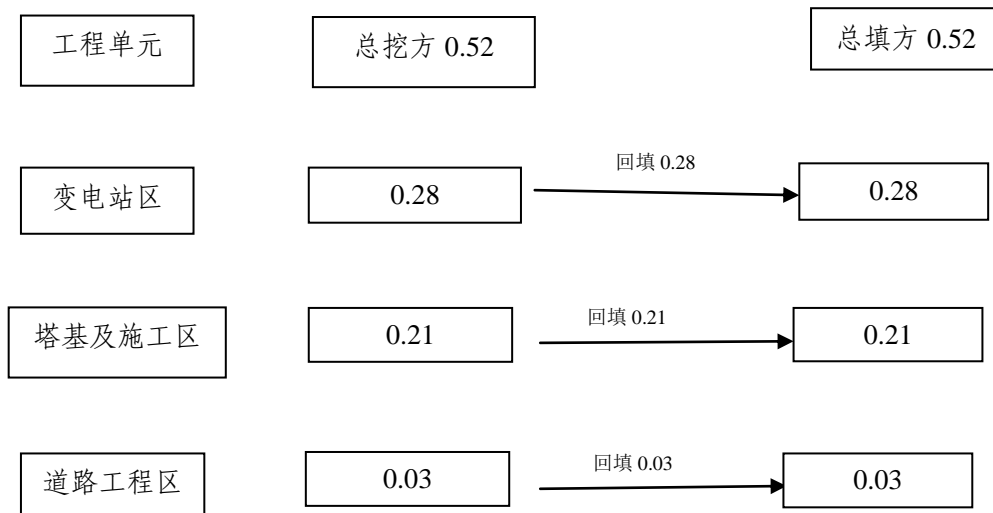 工程单元
总挖方 0.52
总填方 0.52
变电站区
0.28
回填 0.28
0.28
塔基及施工区
0.21
回填 0.21
0.21
道路工程区
0.03
回填 0.03
0.03